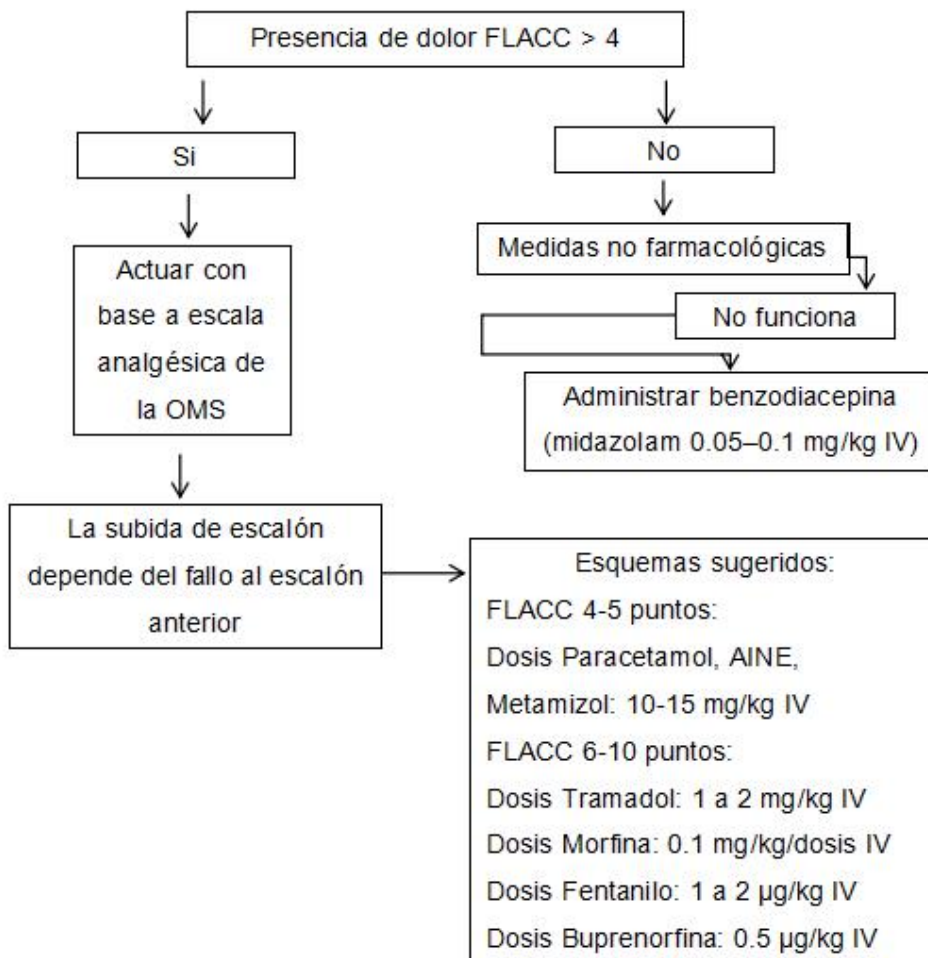 Presencia de dolor FLACC > 4
Si
No
Actuar con
base a escala
analgésica de
la OMS
Medidas no farmacológicas
No funciona
Administrar benzodiacepina
(midazolam 0.05–0.1 mg/kg IV)
La subida de escalón
depende del fallo al escalón
anterior
Esquemas sugeridos:
FLACC 4-5 puntos:
Dosis Paracetamol, AINE,
Metamizol: 10-15 mg/kg IV
FLACC 6-10 puntos:
Dosis Tramadol: 1 a 2 mg/kg IV
Dosis Morfina: 0.1 mg/kg/dosis IV
Dosis Fentanilo: 1 a 2 µg/kg IV
Dosis Buprenorfina: 0.5 µg/kg IV